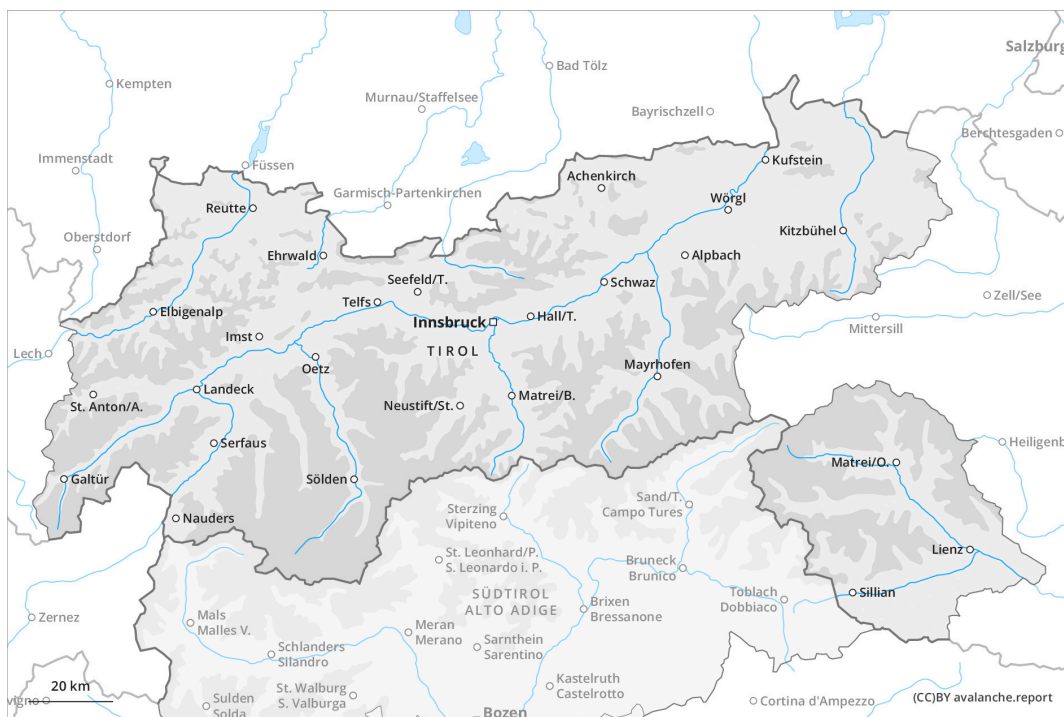 Salzburg
Kempten
Bad Tölz
Murnau/Staffelsee
Bayrischzell
Berchtesgaden
Immenstadt
Füssen
Kufstein
Achenkirch
Garmisch-Partenkirchen
Reutte
Wörgl
Oberstdorf
Kitzbühel
Ehrwald
Alpbach
Seefeld/T.
Schwaz
Zell/See
Telfs
Elbigenalp
Hall/T.
Innsbruck
Mittersill
Imst
TIROL
Lech
Oetz
Mayrhofen
Landeck
St. Anton/A.
Neustift/St.
Matrei/B.
Serfaus
Heiligenb
Matrei/O.
Galtür
Sölden
Sand/T.
Campo Tures
Sterzing
Vipiteno
Nauders
Lienz
St. Leonhard/P.
S. Leonardo i. P.
Bruneck
Brunico
SÜDTIROL
ALTO ADIGE
Sillian
Toblach
Dobbiaco
Brixen
Bressanone
Zernez
Mals
Malles V.
Meran
Merano
Sarnthein
Sarentino
Schlanders
Silandro
20 km
Kastelruth
Castelrotto
St. Walburg
S. Valburga
vigno
Sulden
Solda
Cortina d'Ampezzo
(CC)BY avalanche.report
Bozen